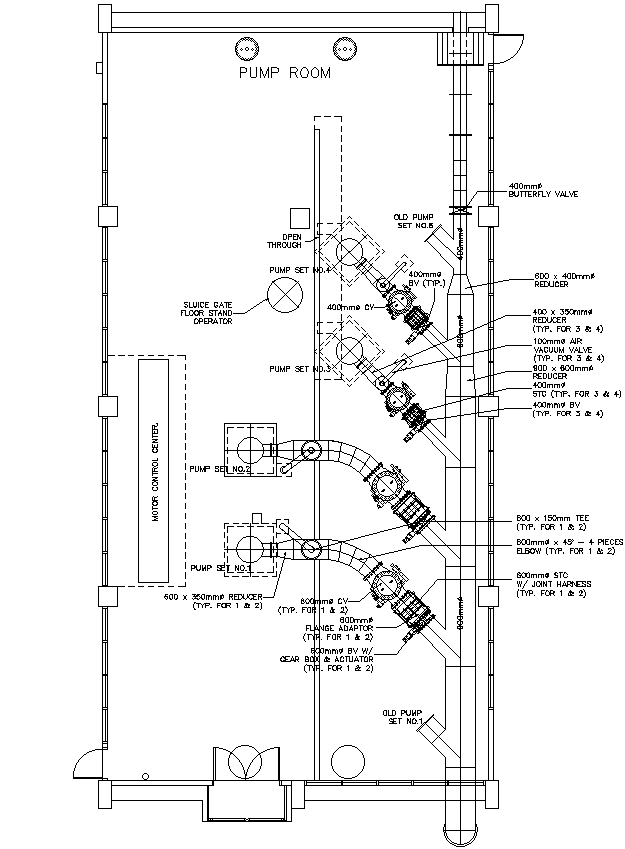 PUMP ROOM
400mmø
BUTTERFLY VALVE
OLD PUMP
SET NO.6
400mmø
OPEN
THROUGH
PUMP SET NO.4
400mmø
BV (TYP.)
600 x 400mmø
REDUCER
SLUICE GATE
FLOOR STAND
OPERATOR
400mmø CV
400 x 350mmø
REDUCER
(TYP. FOR 3 & 4)
600mmø
100mmø AIR
VACUUM VALVE
(TYP. FOR 3 & 4)
PUMP SET NO.3
900 x 600mmø
REDUCER
400mmø
STC (TYP. FOR 3 & 4)
400mmø BV
(TYP. FOR 3 & 4)
MOTOR CONTROL CENTER.
PUMP SET NO.2
600 x 150mm TEE
(TYP. FOR 1 & 2)
600mmø x 45° - 4 PIECES
ELBOW (TYP. FOR 1 & 2)
PUMP SET NO.1
600mmø STC
W/ JOINT HARNESS
(TYP. FOR 1 & 2)
600 x 350mmø REDUCER
(TYP. FOR 1 & 2)
600mmø CV
(TYP. FOR 1 & 2)
900mmø
600mmø
FLANGE ADAPTOR
(TYP. FOR 1 & 2)
600mmø BV W/
GEAR BOX & ACTUATOR
(TYP. FOR 1 & 2)
OLD PUMP
SET NO.1